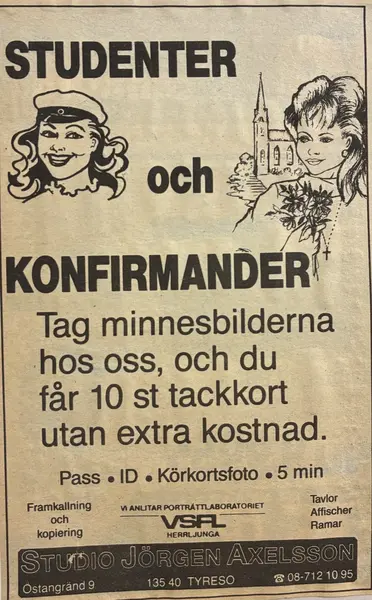 STUDENTER
och
KONFIRMANDER
Tag minnesbilderna
hos oss, och du
får 10 st tackkort
utan extra kostnad.
Pass • ID • Körkortsfoto • 5 min
Framkallning
och
kopiering
VI ANLITAR PORTRÄTTLABORATORIET
VSFL
HERRLJUNGA
Tavlor
Affischer
Ramar
STUDIO JÖRGEN AXELSSON
Östangränd 9
135 40 TYRESÖ
☎ 08-712 10 95